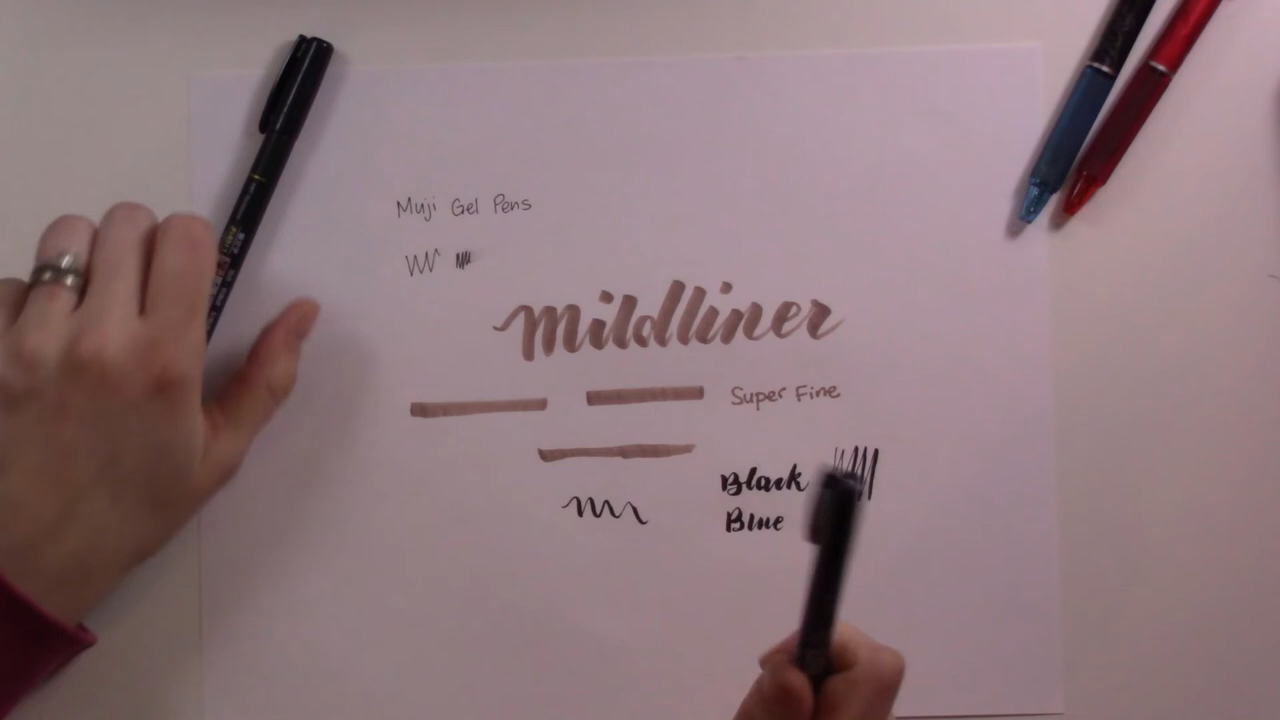 Muji Gel Pens
mildliner
Super Fine
Black
Blue